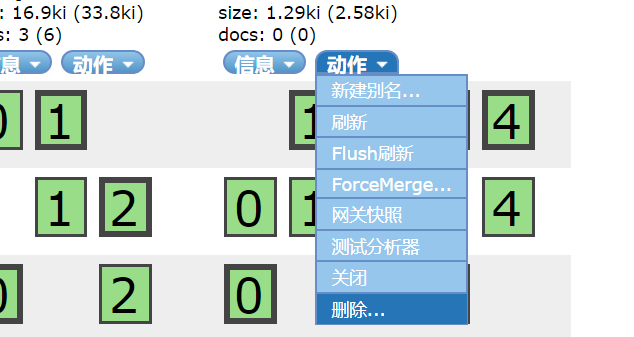 : 16.9ki (33.8ki)
s: 3 (6)
size: 1.29ki (2.58ki)
docs: 0 (0)
信息 动作 信息 动作
新建别名...
刷新
Flush刷新
ForceMerge...
网关快照
测试分析器
关闭
删除...
0 1 1 4
1 2 0 1 4
0 2 0